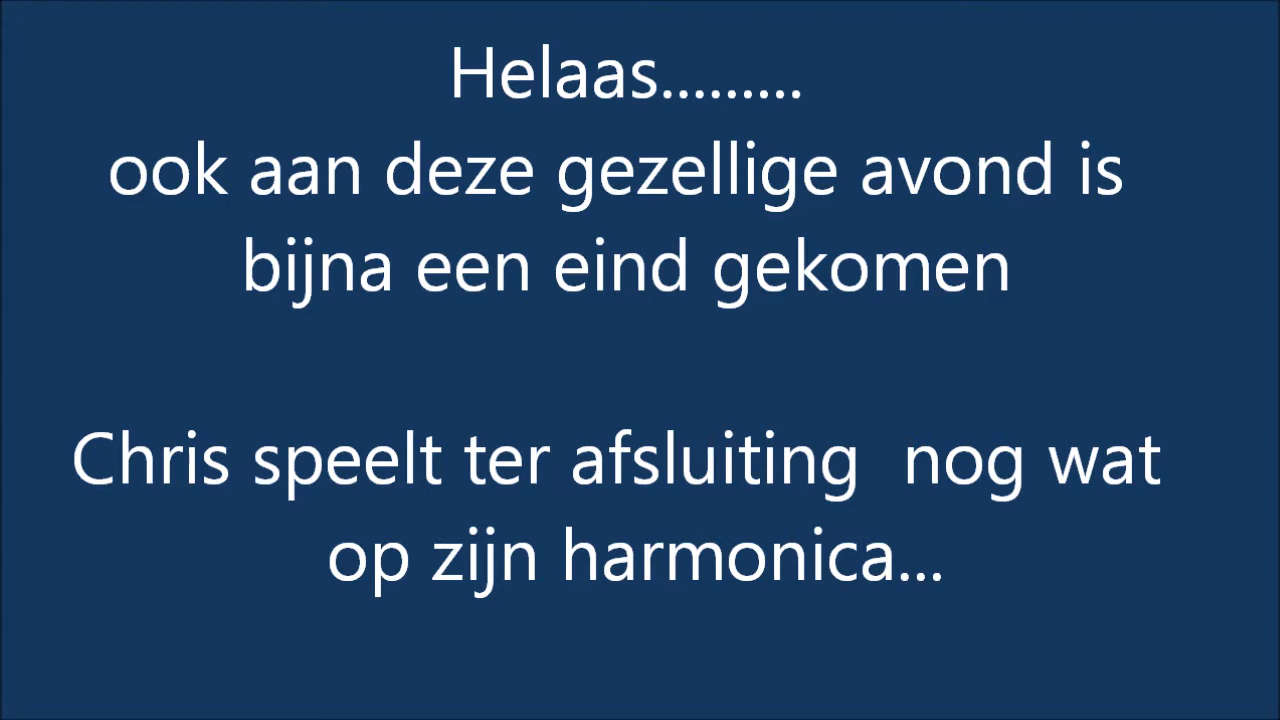 Helaas.........
ook aan deze gezellige avond is
bijna een eind gekomen
Chris speelt ter afsluiting  nog wat
op zijn harmonica...